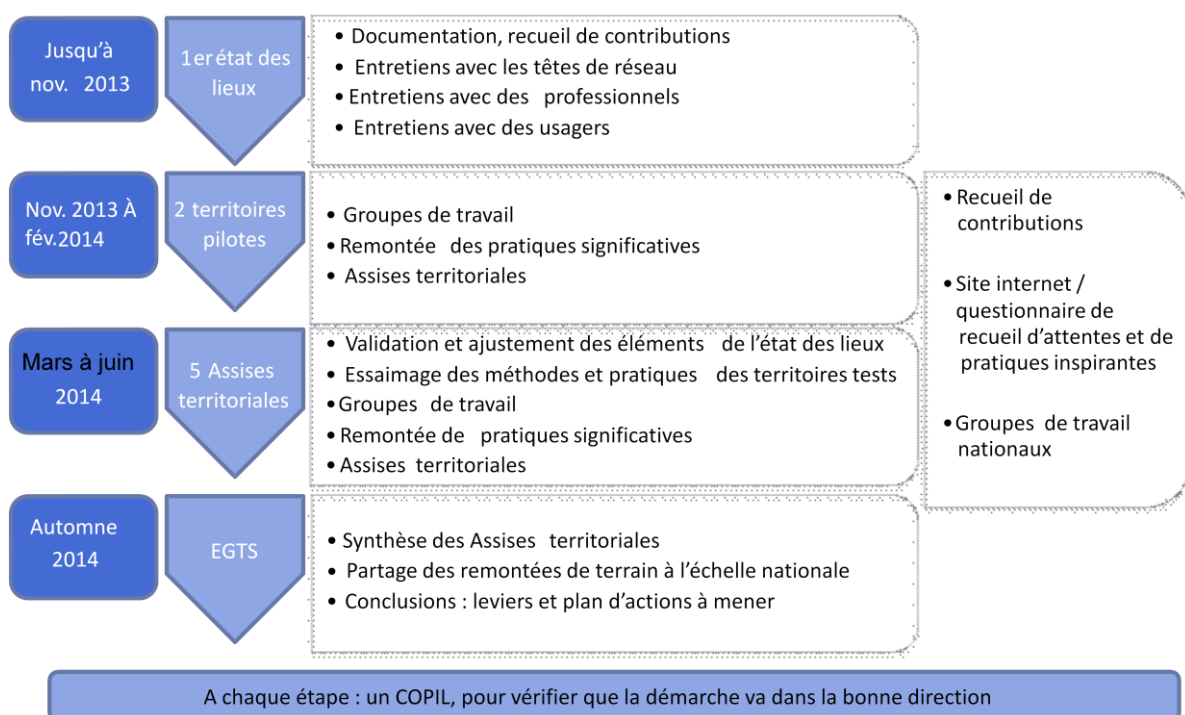 Jusqu’à
nov. 2013
1er état des
lieux
• Documentation, recueil de contributions
• Entretiens avec les têtes de réseau
• Entretiens avec des professionnels
• Entretiens avec des usagers
Nov. 2013 À
fév.2014
2 territoires
pilotes
• Groupes de travail
• Remontée des pratiques significatives
• Assises territoriales
• Recueil de
contributions
• Site internet /
questionnaire de
recueil d’attentes et de
pratiques inspirantes
• Groupes de travail
nationaux
Mars à juin
2014
5 Assises
territoriales
• Validation et ajustement des éléments de l’état des lieux
• Essaimage des méthodes et pratiques des territoires tests
• Groupes de travail
• Remontée de pratiques significatives
• Assises territoriales
Automne
2014
EGTS
• Synthèse des Assises territoriales
• Partage des remontées de terrain à l’échelle nationale
• Conclusions : leviers et plan d’actions à mener
A chaque étape : un COPIL, pour vérifier que la démarche va dans la bonne direction